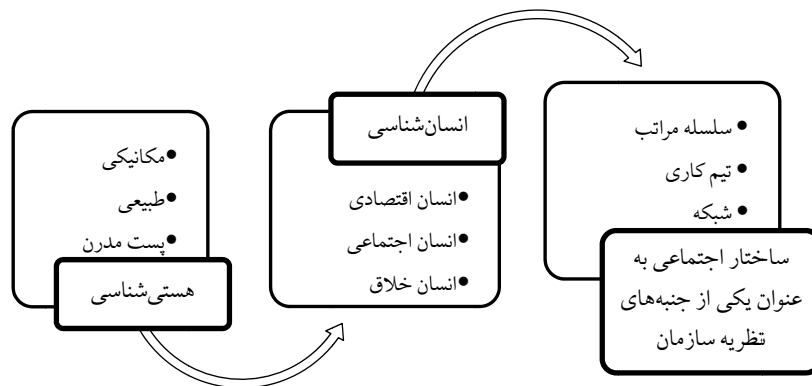 مکانیکی
طبیعی
پست مدرن
هستی‌شناسی
انسان‌شناسی
انسان اقتصادی
انسان اجتماعی
انسان خلاق
سلسله مراتب
تیم کاری
شبکه
ساختار اجتماعی به
عنوان یکی از جنبه‌های
نظریه سازمان